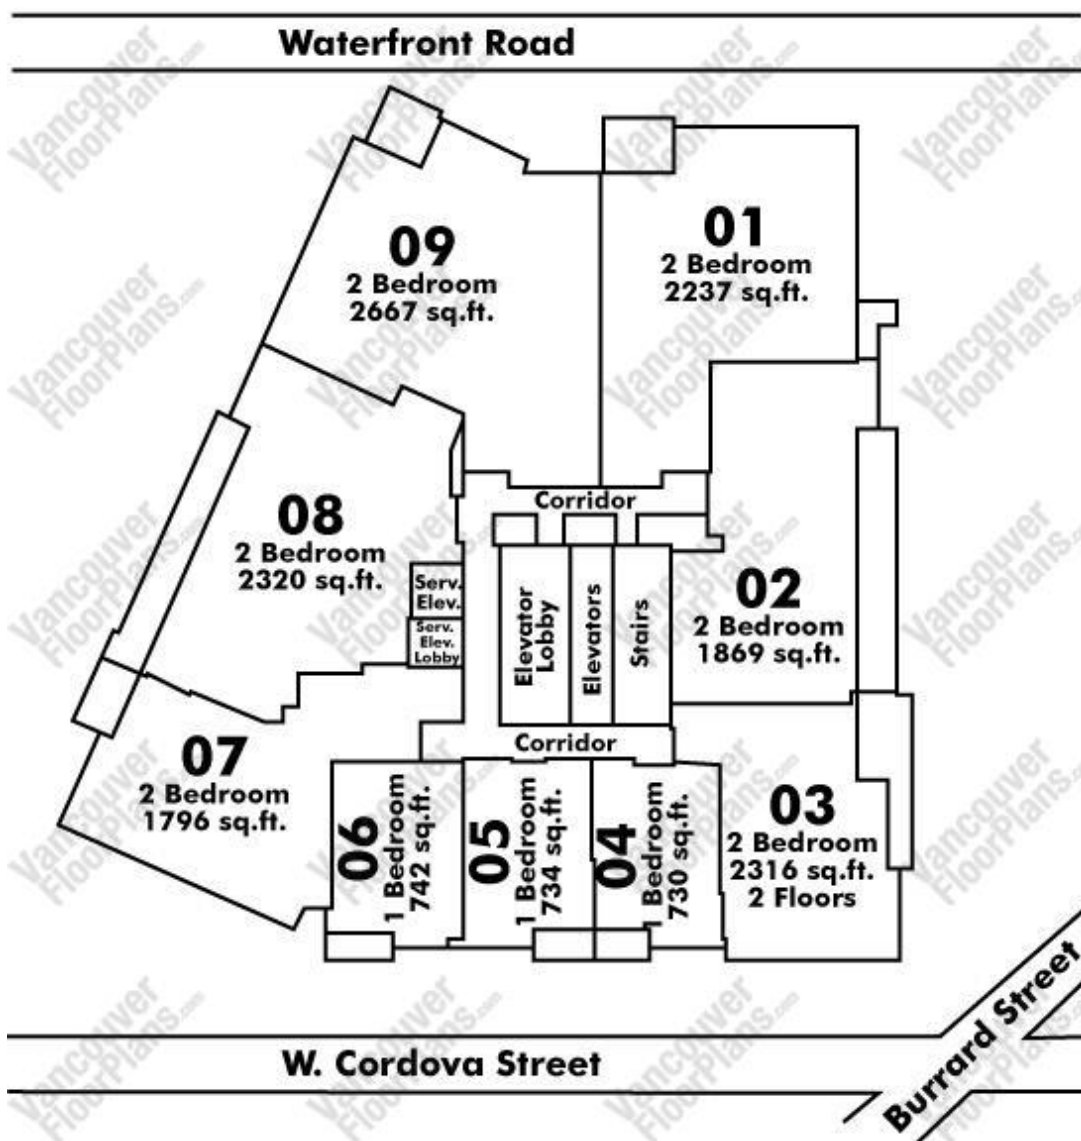 Waterfront Road
09
2 Bedroom
2667 sq.ft.
01
2 Bedroom
2237 sq.ft.
08
2 Bedroom
2320 sq.ft.
Corridor
Serv.
Elev.
Serv.
Elev.
Lobby
Elevator
Lobby
Elevators
Stairs
02
2 Bedroom
1869 sq.ft.
Corridor
07
2 Bedroom
1796 sq.ft.
06
1 Bedroom
742 sq.ft.
05
1 Bedroom
734 sq.ft.
04
1 Bedroom
730 sq.ft.
03
2 Bedroom
2316 sq.ft.
2 Floors
W. Cordova Street
Burrard Street
Vancouver
FloorPlans.com